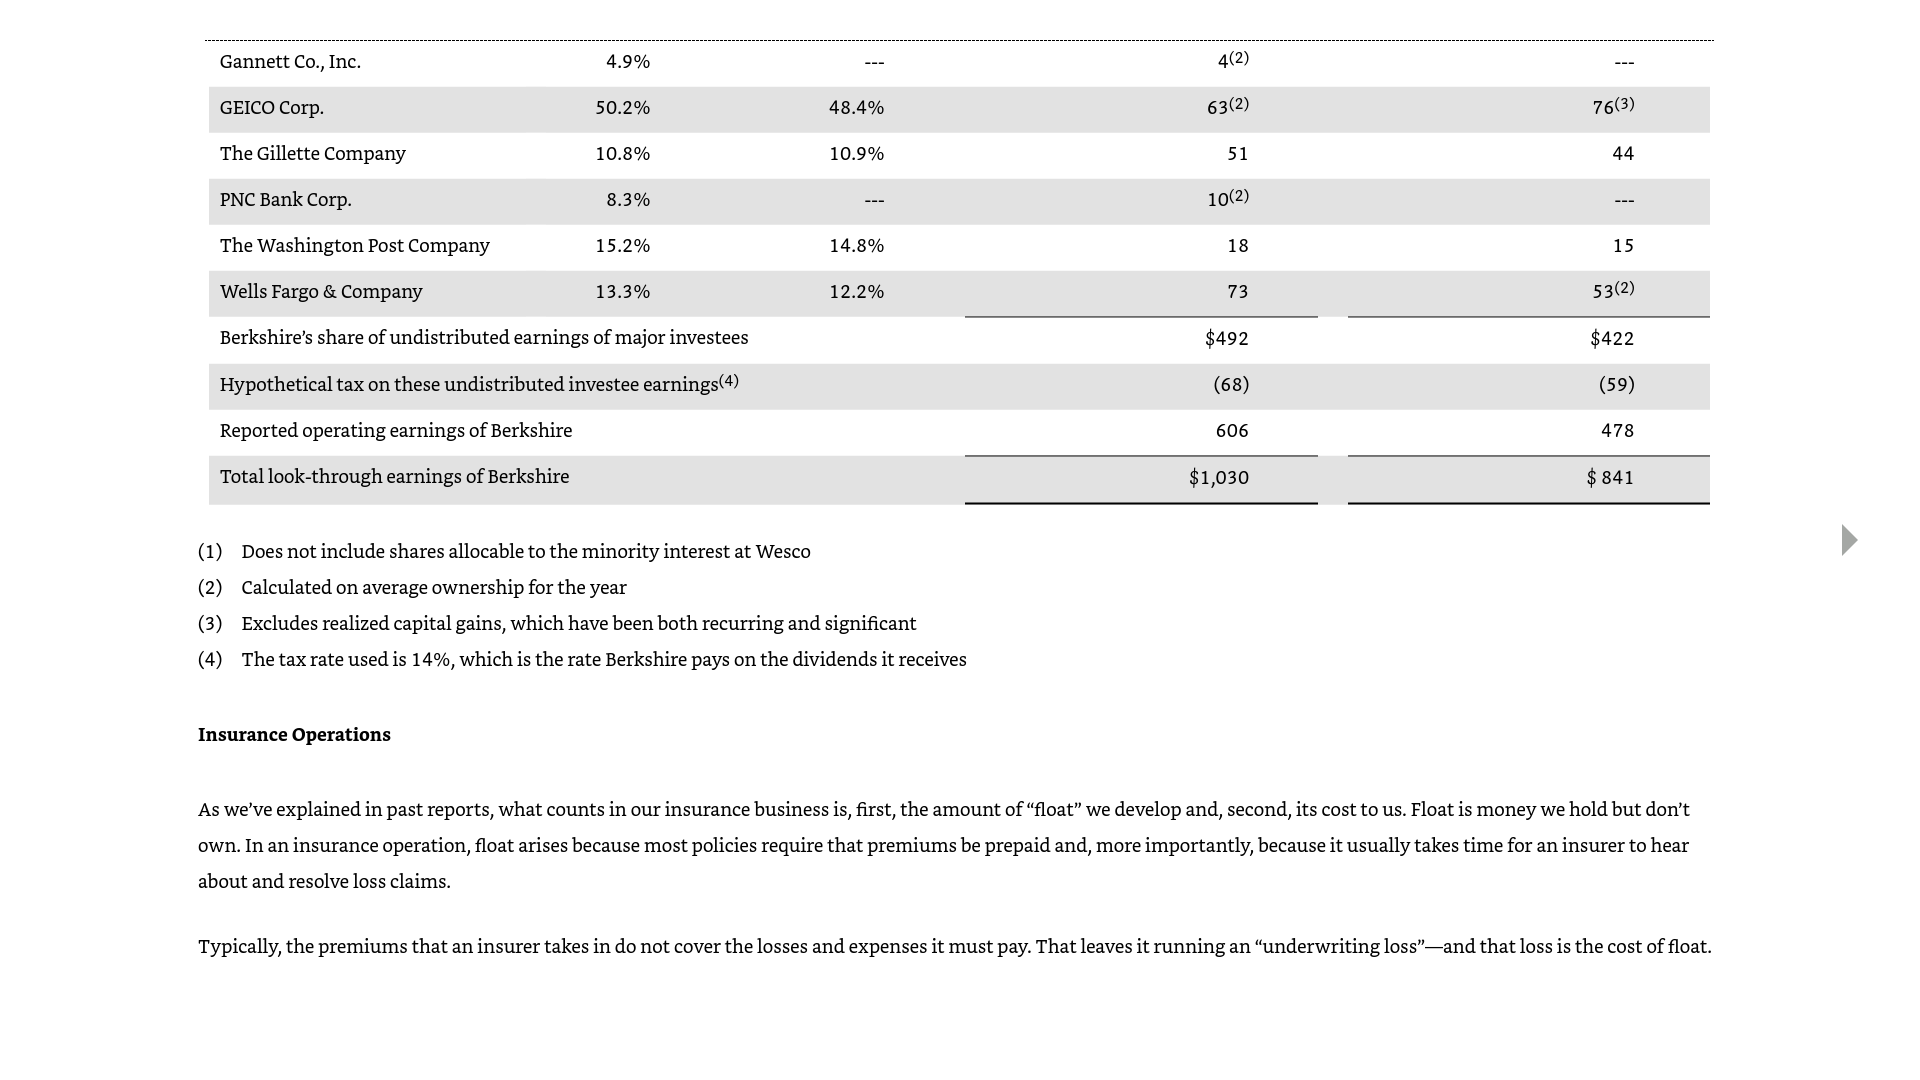 Gannett Co., Inc. 4.9% --- 4(2) ---
GEICO Corp. 50.2% 48.4% 63(2) 76(3)
The Gillette Company 10.8% 10.9% 51 44
PNC Bank Corp. 8.3% --- 10(2) ---
The Washington Post Company 15.2% 14.8% 18 15
Wells Fargo & Company 13.3% 12.2% 73 53(2)
Berkshire’s share of undistributed earnings of major investees $492 $422
Hypothetical tax on these undistributed investee earnings(4) (68) (59)
Reported operating earnings of Berkshire 606 478
Total look-through earnings of Berkshire $1,030 $ 841
(1) Does not include shares allocable to the minority interest at Wesco
(2) Calculated on average ownership for the year
(3) Excludes realized capital gains, which have been both recurring and significant
(4) The tax rate used is 14%, which is the rate Berkshire pays on the dividends it receives
Insurance Operations
As we’ve explained in past reports, what counts in our insurance business is, first, the amount of “float” we develop and, second, its cost to us. Float is money we hold but don’t
own. In an insurance operation, float arises because most policies require that premiums be prepaid and, more importantly, because it usually takes time for an insurer to hear
about and resolve loss claims.
Typically, the premiums that an insurer takes in do not cover the losses and expenses it must pay. That leaves it running an “underwriting loss”—and that loss is the cost of float.